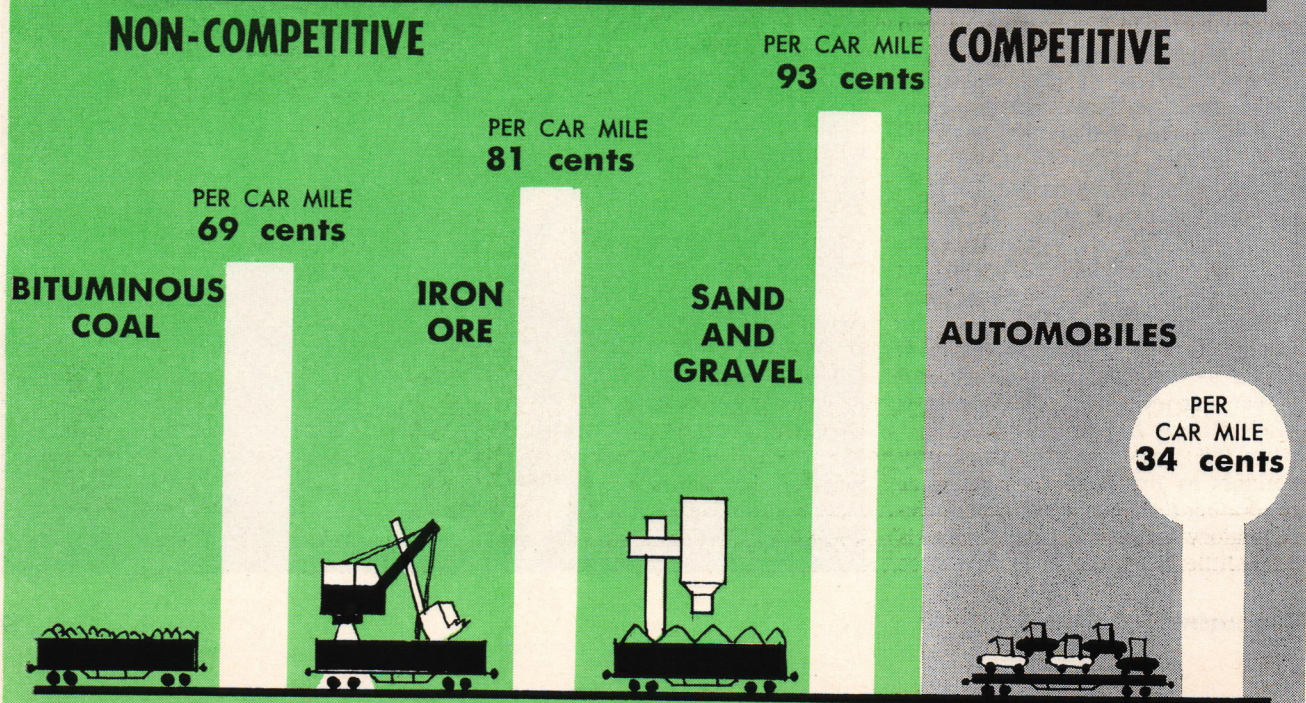 NON-COMPETITIVE
PER CAR MILE
69 cents
BITUMINOUS
COAL
PER CAR MILE
81 cents
IRON
ORE
PER CAR MILE
93 cents
SAND
AND
GRAVEL
COMPETITIVE
AUTOMOBILES
PER
CAR MILE
34 cents